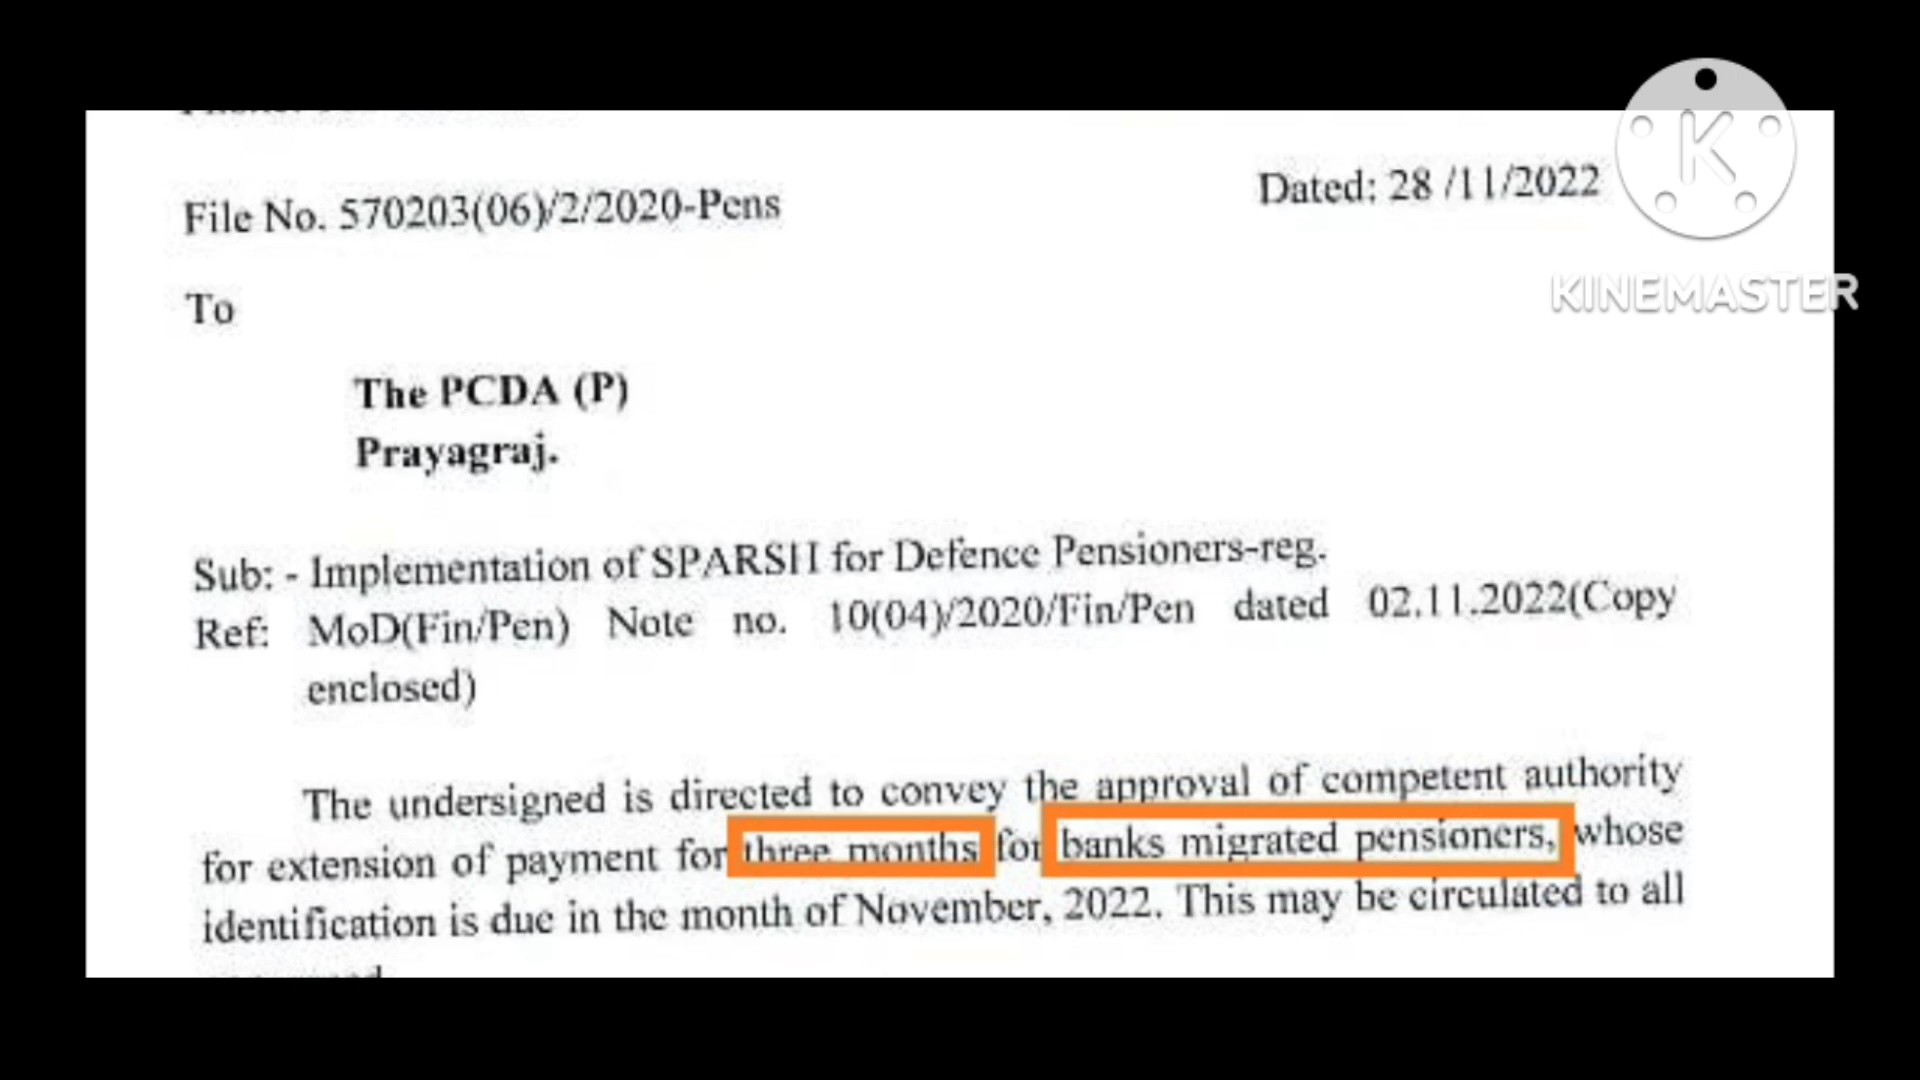 File No. 570203(06)/2/2020-Pens
Dated: 28 /11/2022
K
KINEMASTER
To
The PCDA (P)
Prayagraj.
Sub: - Implementation of SPARSH for Defence Pensioners-reg.
Ref: MoD(Fin/Pen) Note no. 10(04)/2020/Fin/Pen dated 02.11.2022(Copy
enclosed)
The undersigned is directed to convey the approval of competent authority
for extension of payment for three months for banks migrated pensioners, whose
identification is due in the month of November, 2022. This may be circulated to all